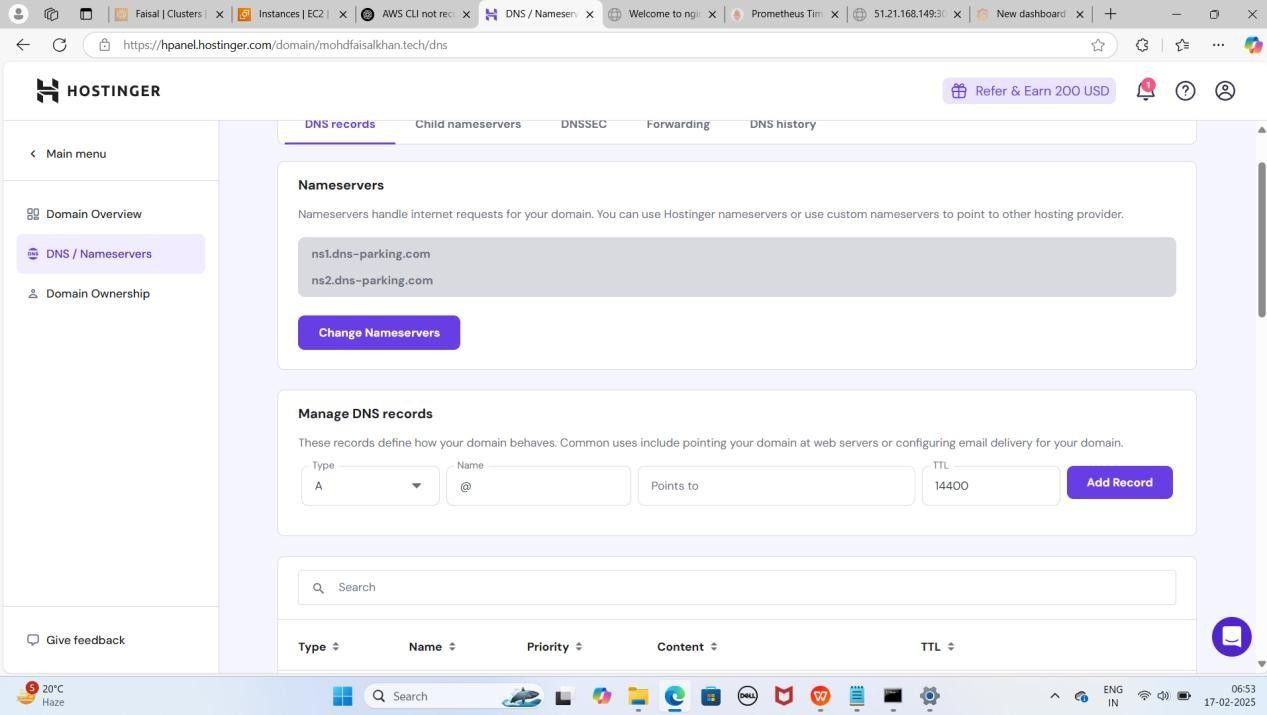 Faisal | Clusters |
Instances | EC2 |
AWS CLI not rec
DNS / Nameserv
Welcome to ngi
Prometheus Tim
51.21.168.149:30
New dashboard
https://hpanel.hostinger.com/domain/mohdfaisalkhan.tech/dns
HOSTINGER
Refer & Earn 200 USD
1
DNS records
Child nameservers
DNSSEC
Forwarding
DNS history
Main menu
Domain Overview
DNS / Nameservers
Domain Ownership
Give feedback
Nameservers
Nameservers handle internet requests for your domain. You can use Hostinger nameservers or use custom nameservers to point to other hosting provider.
ns1.dns-parking.com
ns2.dns-parking.com
Change Nameservers
Manage DNS records
These records define how your domain behaves. Common uses include pointing your domain at web servers or configuring email delivery for your domain.
Type
A
Name
@
Points to
TTL
14400
Add Record
Search
Type
Name
Priority
Content
TTL
5
20°C
Haze
Search
DELL
ENG
IN
06:53
17-02-2025